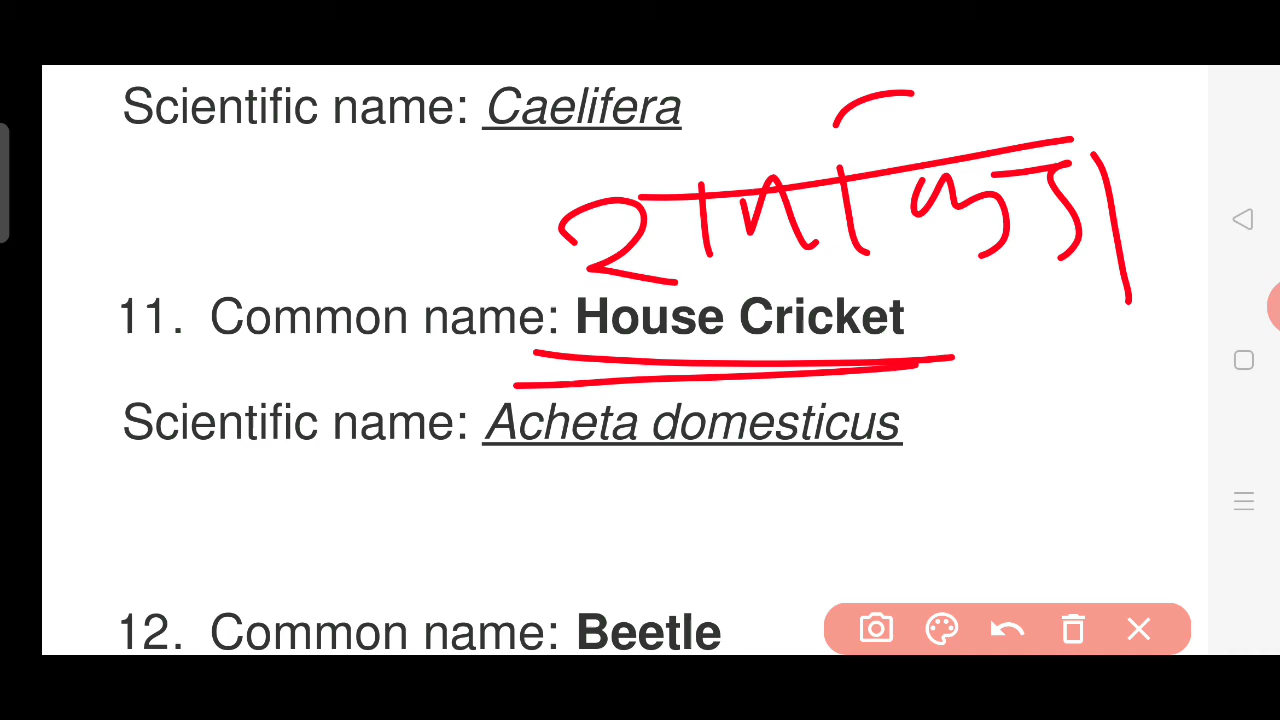 Scientific name: Caelifera
11. Common name: House Cricket
Scientific name: Acheta domesticus
12. Common name: Beetle